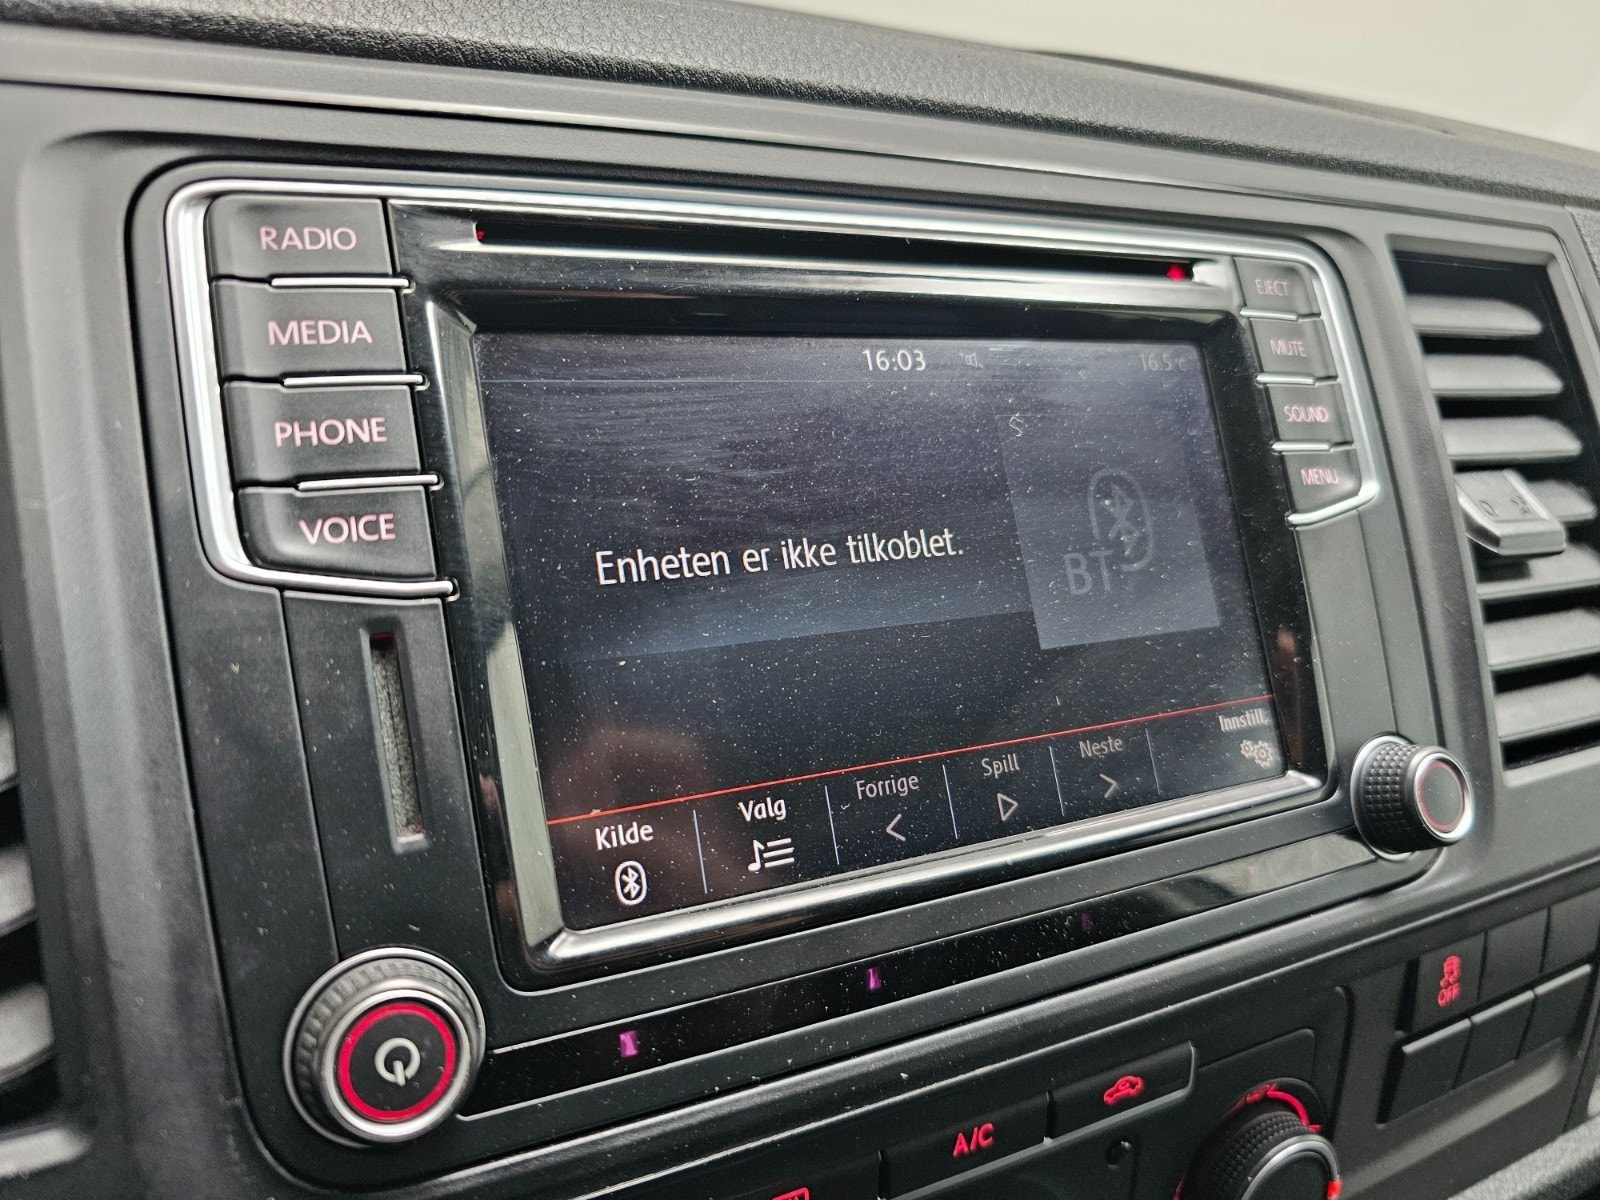 RADIO
MEDIA
PHONE
VOICE
EJECT
MUTE
SOUND
MENU
16:03
16.5°C
Enheten er ikke tilkoblet.
BT
Kilde
Valg
Forrige
Spill
Neste
Innstill.
OFF
A/C